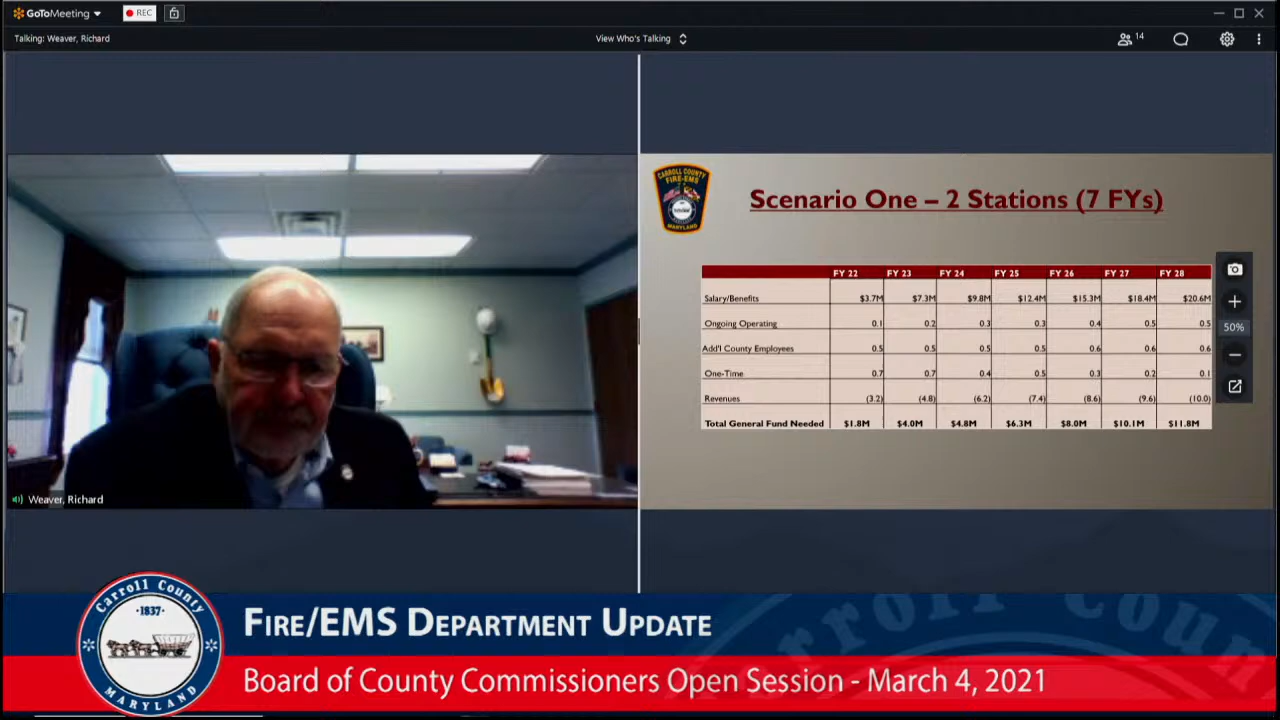 GoToMeeting
REC
Talking: Weaver, Richard
View Who's Talking
14
CARROLL COUNTY
FIRE-EMS
MARYLAND
Scenario One – 2 Stations (7 FYs)
FY 22 FY 23 FY 24 FY 25 FY 26 FY 27 FY 28
Salary/Benefits $3.7M $7.3M $9.8M $12.4M $15.3M $18.4M $20.6M
Ongoing Operating 0.1 0.2 0.3 0.3 0.4 0.5 0.5
Add'l County Employees 0.5 0.5 0.5 0.5 0.6 0.6 0.6
One-Time 0.7 0.7 0.4 0.5 0.3 0.2 0.1
Revenues (3.2) (4.8) (6.2) (7.4) (8.6) (9.6) (10.0)
Total General Fund Needed $1.8M $4.0M $4.8M $6.3M $8.0M $10.1M $11.8M
50%
Weaver, Richard
Carroll County
1837
Maryland
Fire/EMS Department Update
Board of County Commissioners Open Session - March 4, 2021
Carroll County